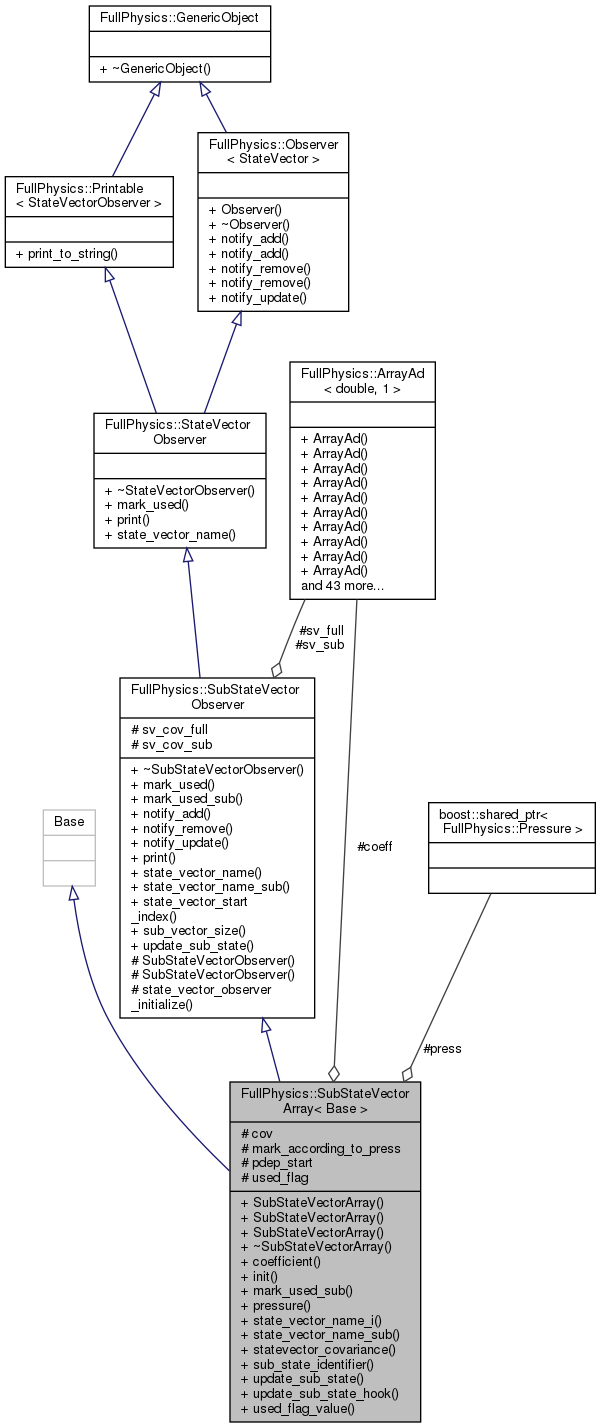 FullPhysics::GenericObject
+ ~GenericObject()
FullPhysics::Observer
< StateVector >
+ Observer()
+ ~Observer()
+ notify_add()
+ notify_add()
+ notify_remove()
+ notify_remove()
+ notify_update()
FullPhysics::Printable
< StateVectorObserver >
+ print_to_string()
FullPhysics::ArrayAd
< double, 1 >
+ ArrayAd()
+ ArrayAd()
+ ArrayAd()
+ ArrayAd()
+ ArrayAd()
+ ArrayAd()
+ ArrayAd()
+ ArrayAd()
+ ArrayAd()
+ ArrayAd()
and 43 more...
FullPhysics::StateVector
Observer
+ ~StateVectorObserver()
+ mark_used()
+ print()
+ state_vector_name()
#sv_full
#sv_sub
FullPhysics::SubStateVector
Observer
# sv_cov_full
# sv_cov_sub
+ ~SubStateVectorObserver()
+ mark_used()
+ mark_used_sub()
+ notify_add()
+ notify_remove()
+ notify_update()
+ print()
+ state_vector_name()
+ state_vector_name_sub()
+ state_vector_start
_index()
+ sub_vector_size()
+ update_sub_state()
# SubStateVectorObserver()
# SubStateVectorObserver()
# state_vector_observer
_initialize()
Base
#coeff
boost::shared_ptr<
FullPhysics::Pressure >
#press
FullPhysics::SubStateVector
Array< Base >
# cov
# mark_according_to_press
# pdep_start
# used_flag
+ SubStateVectorArray()
+ SubStateVectorArray()
+ SubStateVectorArray()
+ ~SubStateVectorArray()
+ coefficient()
+ init()
+ mark_used_sub()
+ pressure()
+ state_vector_name_i()
+ state_vector_name_sub()
+ statevector_covariance()
+ sub_state_identifier()
+ update_sub_state()
+ update_sub_state_hook()
+ used_flag_value()